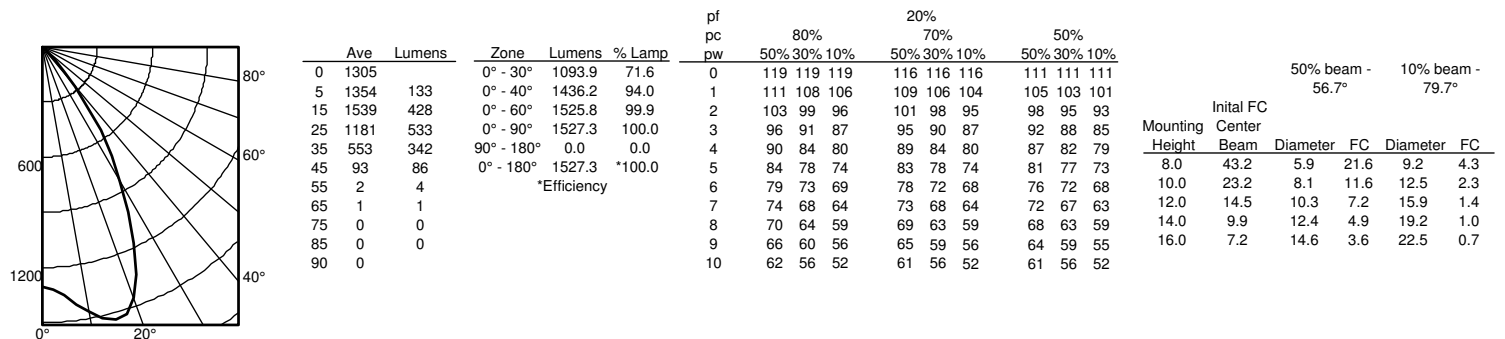 80°
60°
40°
20°
0°
600
1200
Ave Lumens
0 1305
5 1354 133
15 1539 428
25 1181 533
35 553 342
45 93 86
55 2 4
65 1 1
75 0 0
85 0 0
90 0
Zone Lumens % Lamp
0° - 30° 1093.9 71.6
0° - 40° 1436.2 94.0
0° - 60° 1525.8 99.9
0° - 90° 1527.3 100.0
90° - 180° 0.0 0.0
0° - 180° 1527.3 *100.0
*Efficiency
pf 20%
pc 80% 70% 50%
pw 50% 30% 10% 50% 30% 10% 50% 30% 10%
0 119 119 119 116 116 116 111 111 111
1 111 108 106 109 106 104 105 103 101
2 103 99 96 101 98 95 98 95 93
3 96 91 87 95 90 87 92 88 85
4 90 84 80 89 84 80 87 82 79
5 84 78 74 83 78 74 81 77 73
6 79 73 69 78 72 68 76 72 68
7 74 68 64 73 68 64 72 67 63
8 70 64 59 69 63 59 68 63 59
9 66 60 56 65 59 56 64 59 55
10 62 56 52 61 56 52 61 56 52
50% beam - 10% beam -
56.7° 79.7°
Inital FC
Mounting Center
Height Beam Diameter FC Diameter FC
8.0 43.2 5.9 21.6 9.2 4.3
10.0 23.2 8.1 11.6 12.5 2.3
12.0 14.5 10.3 7.2 15.9 1.4
14.0 9.9 12.4 4.9 19.2 1.0
16.0 7.2 14.6 3.6 22.5 0.7